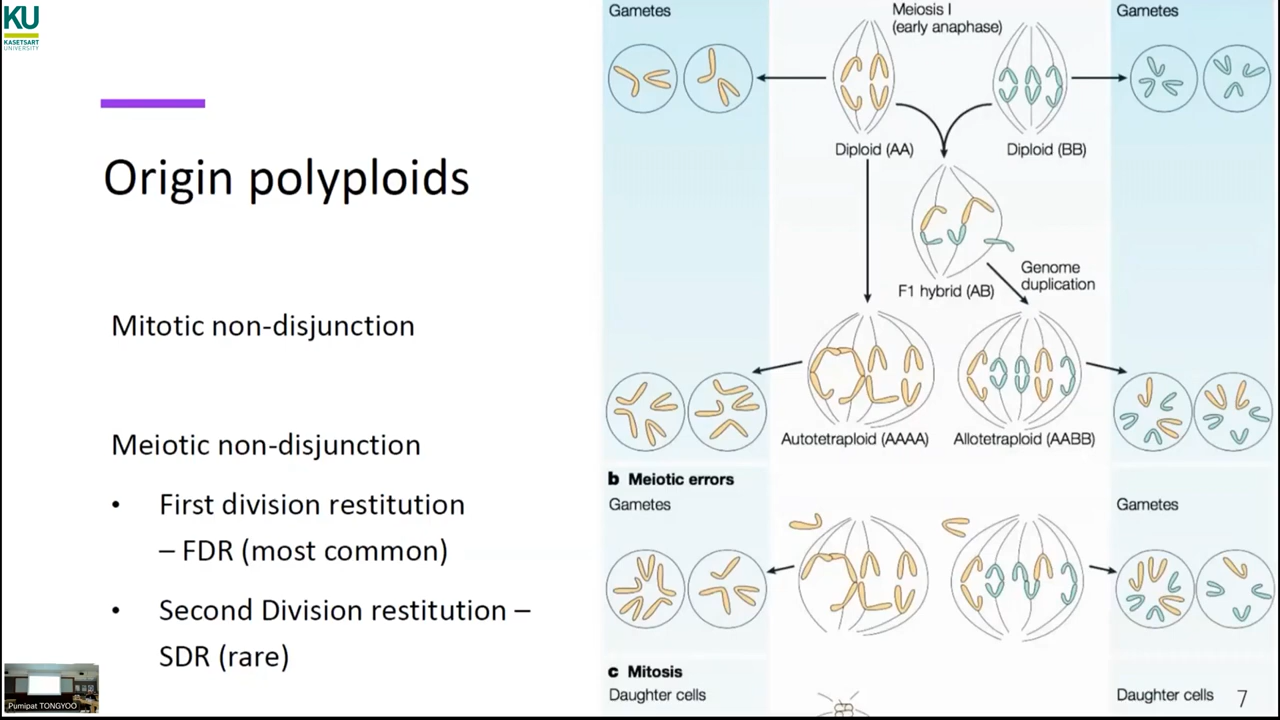 KU
KASETSART
UNIVERSITY
Origin polyploids
Mitotic non-disjunction
Meiotic non-disjunction
• First division restitution
– FDR (most common)
• Second Division restitution –
SDR (rare)
Pumipat TONGYOO
Gametes
Meiosis I
(early anaphase)
Gametes
Diploid (AA)
Diploid (BB)
F1 hybrid (AB)
Genome
duplication
Autotetraploid (AAAA)
Allotetraploid (AABB)
b Meiotic errors
Gametes
Gametes
c Mitosis
Daughter cells
Daughter cells
7